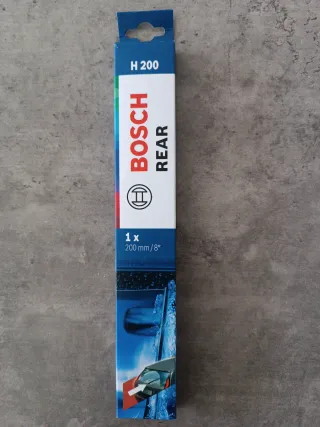 H 200
BOSCH
REAR
1 x
200 mm / 8"